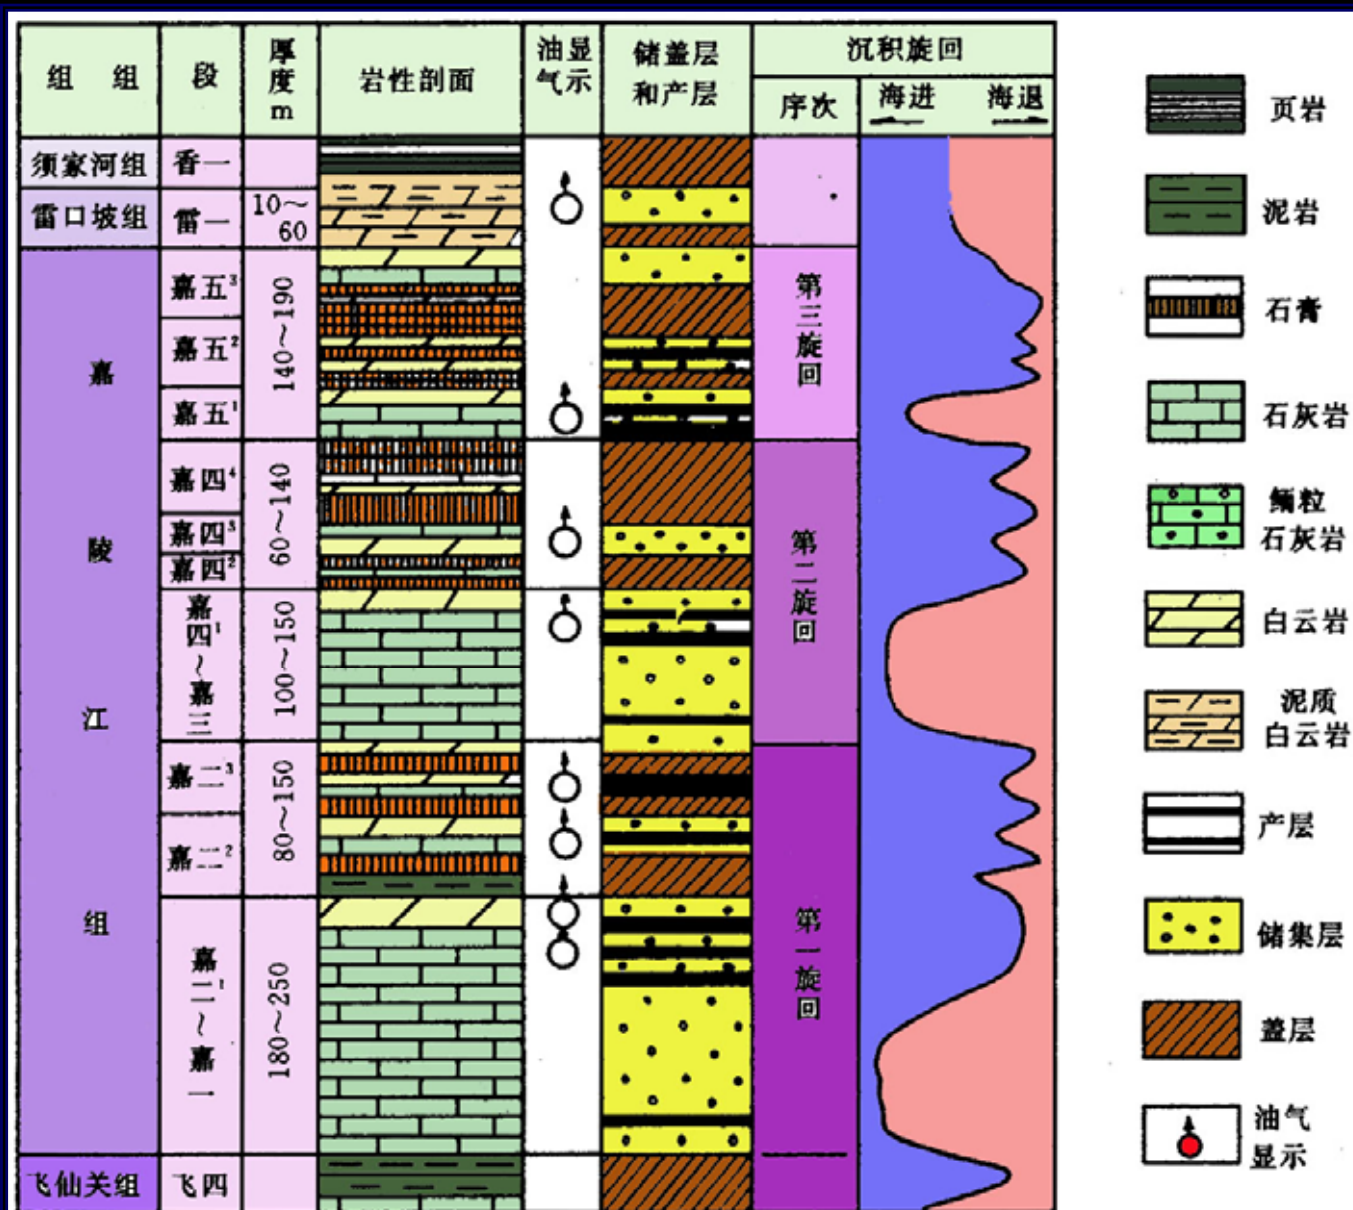 组 组
段
厚度m
岩性剖面
油显
气示
储盖层
和产层
沉积旋回
序次
海进
海退
须家河组
香一
雷口坡组
雷一
10～
60
嘉陵江组
嘉五³
嘉五²
嘉五¹
140～190
嘉四⁴
嘉四³
嘉四²
60～140
嘉四¹～嘉三
100～150
嘉二³
嘉二²
80～150
嘉二¹～嘉一
180～250
飞仙关组
飞四
第三旋回
第二旋回
第一旋回
页岩
泥岩
石膏
石灰岩
鲕粒
石灰岩
白云岩
泥质
白云岩
产层
储集层
盖层
油气
显示